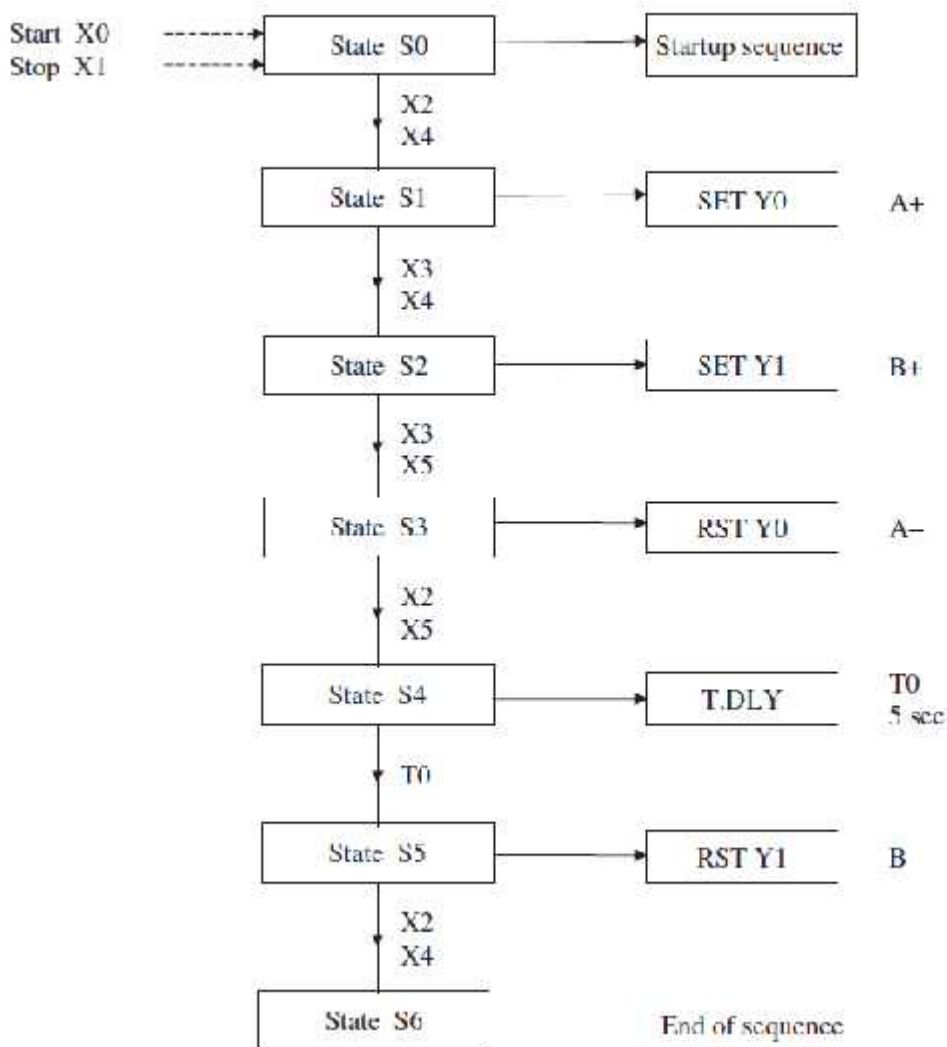 Start X0
Stop X1
State S0
Startup sequence
X2
X4
State S1
SET Y0
A+
X3
X4
State S2
SET Y1
B+
X3
X5
State S3
RST Y0
A–
X2
X5
State S4
T.DLY
T0
5 sec
T0
State S5
RST Y1
B
X2
X4
State S6
End of sequence